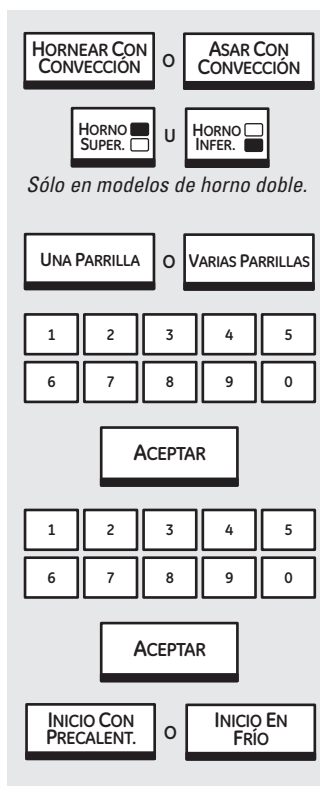 HORNEAR CON CONVECCIÓN O ASAR CON CONVECCIÓN
HORNO SUPER. U HORNO INFER.
Sólo en modelos de horno doble.
UNA PARRILLA O VARIAS PARRILLAS
1 2 3 4 5
6 7 8 9 0
ACEPTAR
1 2 3 4 5
6 7 8 9 0
ACEPTAR
INICIO CON PRECALENT. O INICIO EN FRÍO